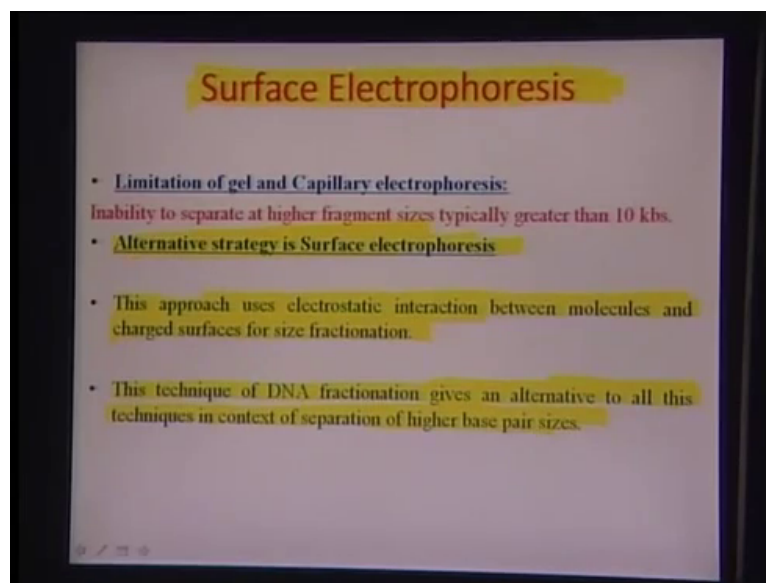 Surface Electrophoresis
• Limitation of gel and Capillary electrophoresis:
Inability to separate at higher fragment sizes typically greater than 10 kbs.
• Alternative strategy is Surface electrophoresis
• This approach uses electrostatic interaction between molecules and
charged surfaces for size fractionation.
• This technique of DNA fractionation gives an alternative to all this
techniques in context of separation of higher base pair sizes.